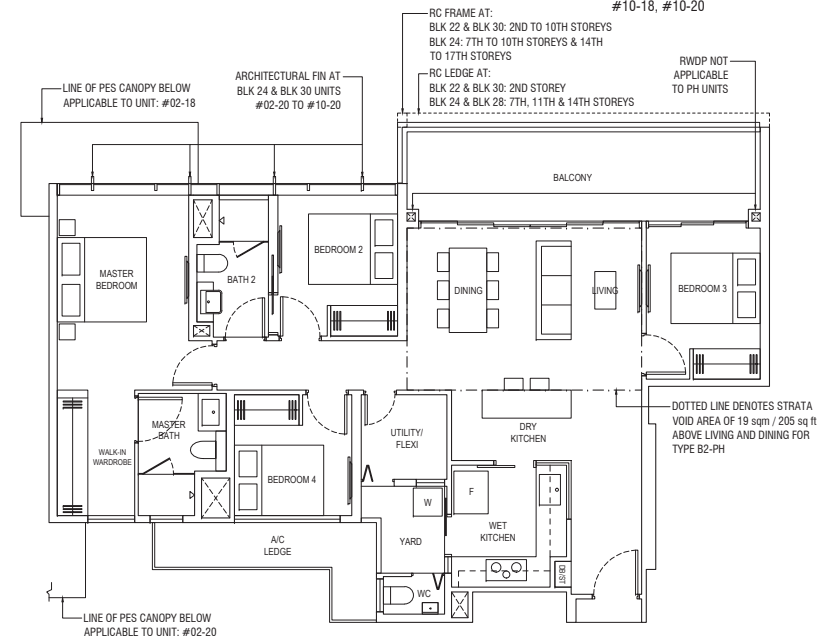 #10-18, #10-20
RC FRAME AT:
BLK 22 & BLK 30: 2ND TO 10TH STOREYS
BLK 24: 7TH TO 10TH STOREYS & 14TH
TO 17TH STOREYS
RC LEDGE AT:
BLK 22 & BLK 30: 2ND STOREY
BLK 24 & BLK 28: 7TH, 11TH & 14TH STOREYS
RWDP NOT
APPLICABLE
TO PH UNITS
ARCHITECTURAL FIN AT
BLK 24 & BLK 30 UNITS
#02-20 TO #10-20
LINE OF PES CANOPY BELOW
APPLICABLE TO UNIT: #02-18
BALCONY
MASTER
BEDROOM
BATH 2
BEDROOM 2
DINING
LIVING
BEDROOM 3
DOTTED LINE DENOTES STRATA
VOID AREA OF 19 sqm / 205 sq ft
ABOVE LIVING AND DINING FOR
TYPE B2-PH
WALK-IN
WARDROBE
MASTER
BATH
BEDROOM 4
UTILITY/
FLEXI
DRY
KITCHEN
F
W
WET
KITCHEN
YARD
A/C
LEDGE
WC
DB/ST
LINE OF PES CANOPY BELOW
APPLICABLE TO UNIT: #02-20